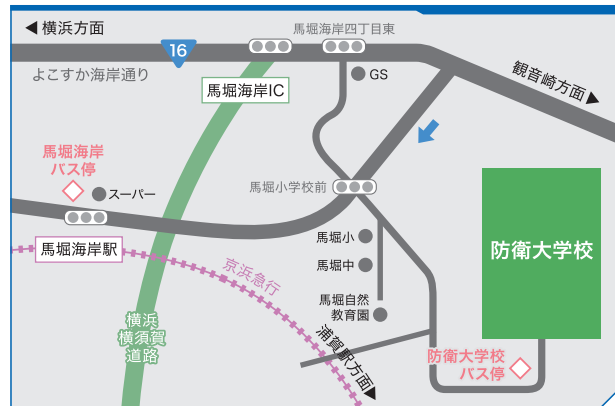 ◀横浜方面
馬堀海岸四丁目東
16
よこすか海岸通り
GS
観音崎方面▶
馬堀海岸IC
馬堀海岸
バス停
スーパー
馬堀小学校前
馬堀海岸駅
京浜急行
馬堀小
馬堀中
防衛大学校
馬堀自然
教育園
横浜
横須賀
道路
浦賀駅方面▶
防衛大学校
バス停